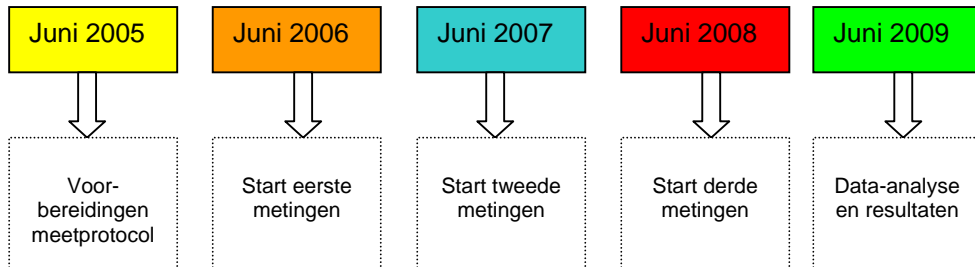 Juni 2005
Juni 2006
Juni 2007
Juni 2008
Juni 2009
Voor-
bereidingen
meetprotocol
Start eerste
metingen
Start tweede
metingen
Start derde
metingen
Data-analyse
en resultaten